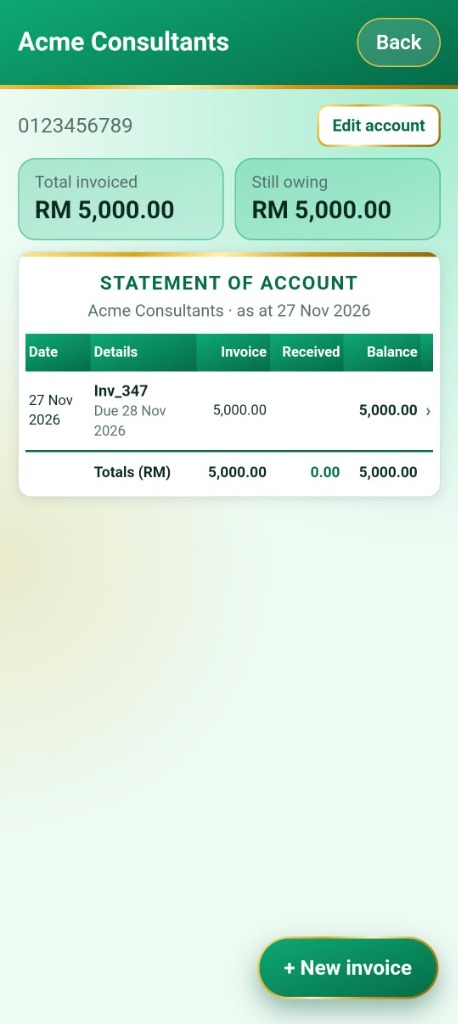 Acme Consultants
Back
0123456789
Edit account
Total invoiced
RM 5,000.00
Still owing
RM 5,000.00
STATEMENT OF ACCOUNT
Acme Consultants · as at 27 Nov 2026
Date Details Invoice Received Balance
27 Nov 2026 Inv_347 Due 28 Nov 2026 5,000.00 5,000.00 ›
Totals (RM) 5,000.00 0.00 5,000.00
+ New invoice